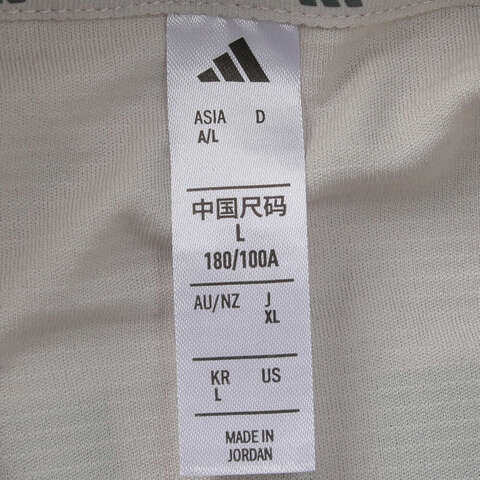 ASIA D
A/L
中国尺码
L
180/100A
AU/NZ J
XL
KR US
L
MADE IN
JORDAN